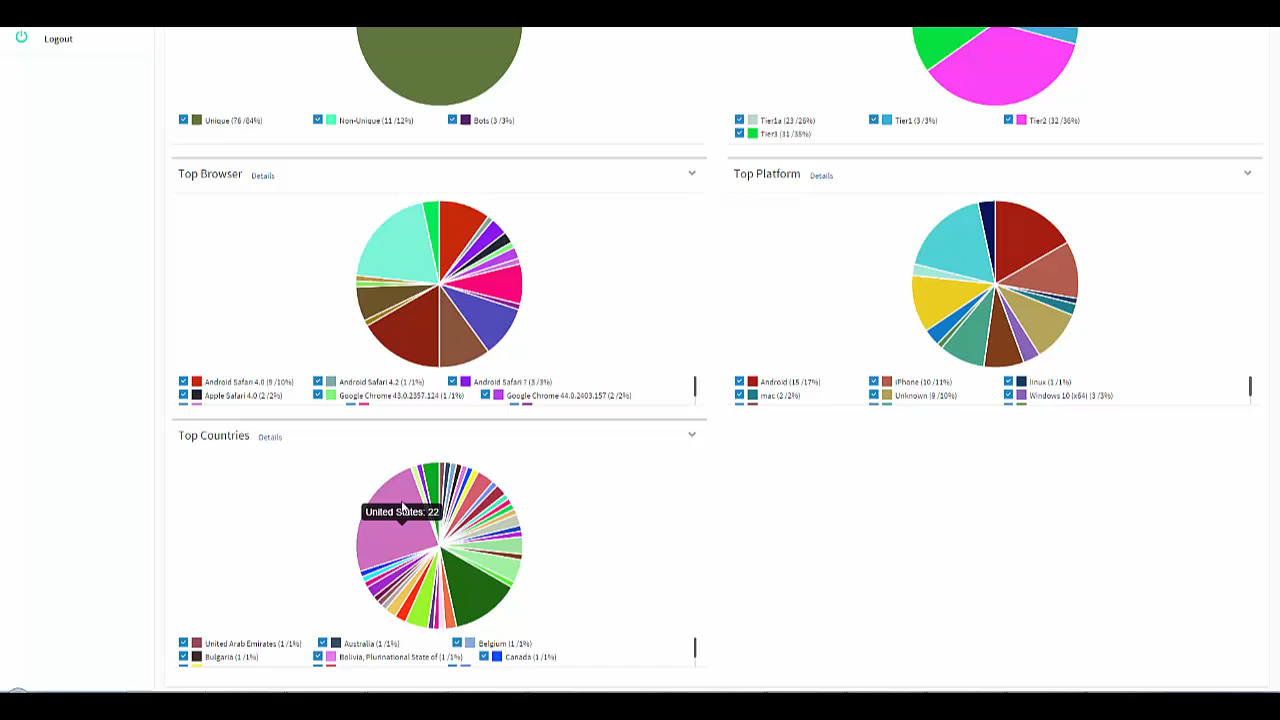 Logout
Unique (76 /84%) Non-Unique (11 /12%) Bots (3 /3%)
Tier1a (23 /26%) Tier1 (3 /3%) Tier2 (32 /36%)
Tier3 (31 /35%)
Top Browser Details
Top Platform Details
Android Safari 4.0 (9 /10%) Android Safari 4.2 (1 /1%) Android Safari ? (3 /3%)
Apple Safari 4.0 (2 /2%) Google Chrome 43.0.2357.124 (1 /1%) Google Chrome 44.0.2403.157 (2 /2%)
Android (15 /17%) iPhone (10 /11%) linux (1 /1%)
mac (2 /2%) Unknown (9 /10%) Windows 10 (x64) (3 /3%)
Top Countries Details
United States: 22
United Arab Emirates (1 /1%) Australia (1 /1%) Belgium (1 /1%)
Bulgaria (1 /1%) Bolivia, Plurinational State of (1 /1%) Canada (1 /1%)